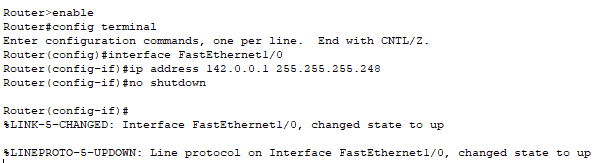 Router>enable
Router#config terminal
Enter configuration commands, one per line.  End with CNTL/Z.
Router(config)#interface FastEthernet1/0
Router(config-if)#ip address 142.0.0.1 255.255.255.248
Router(config-if)#no shutdown

Router(config-if)#
%LINK-5-CHANGED: Interface FastEthernet1/0, changed state to up

%LINEPROTO-5-UPDOWN: Line protocol on Interface FastEthernet1/0, changed state to up